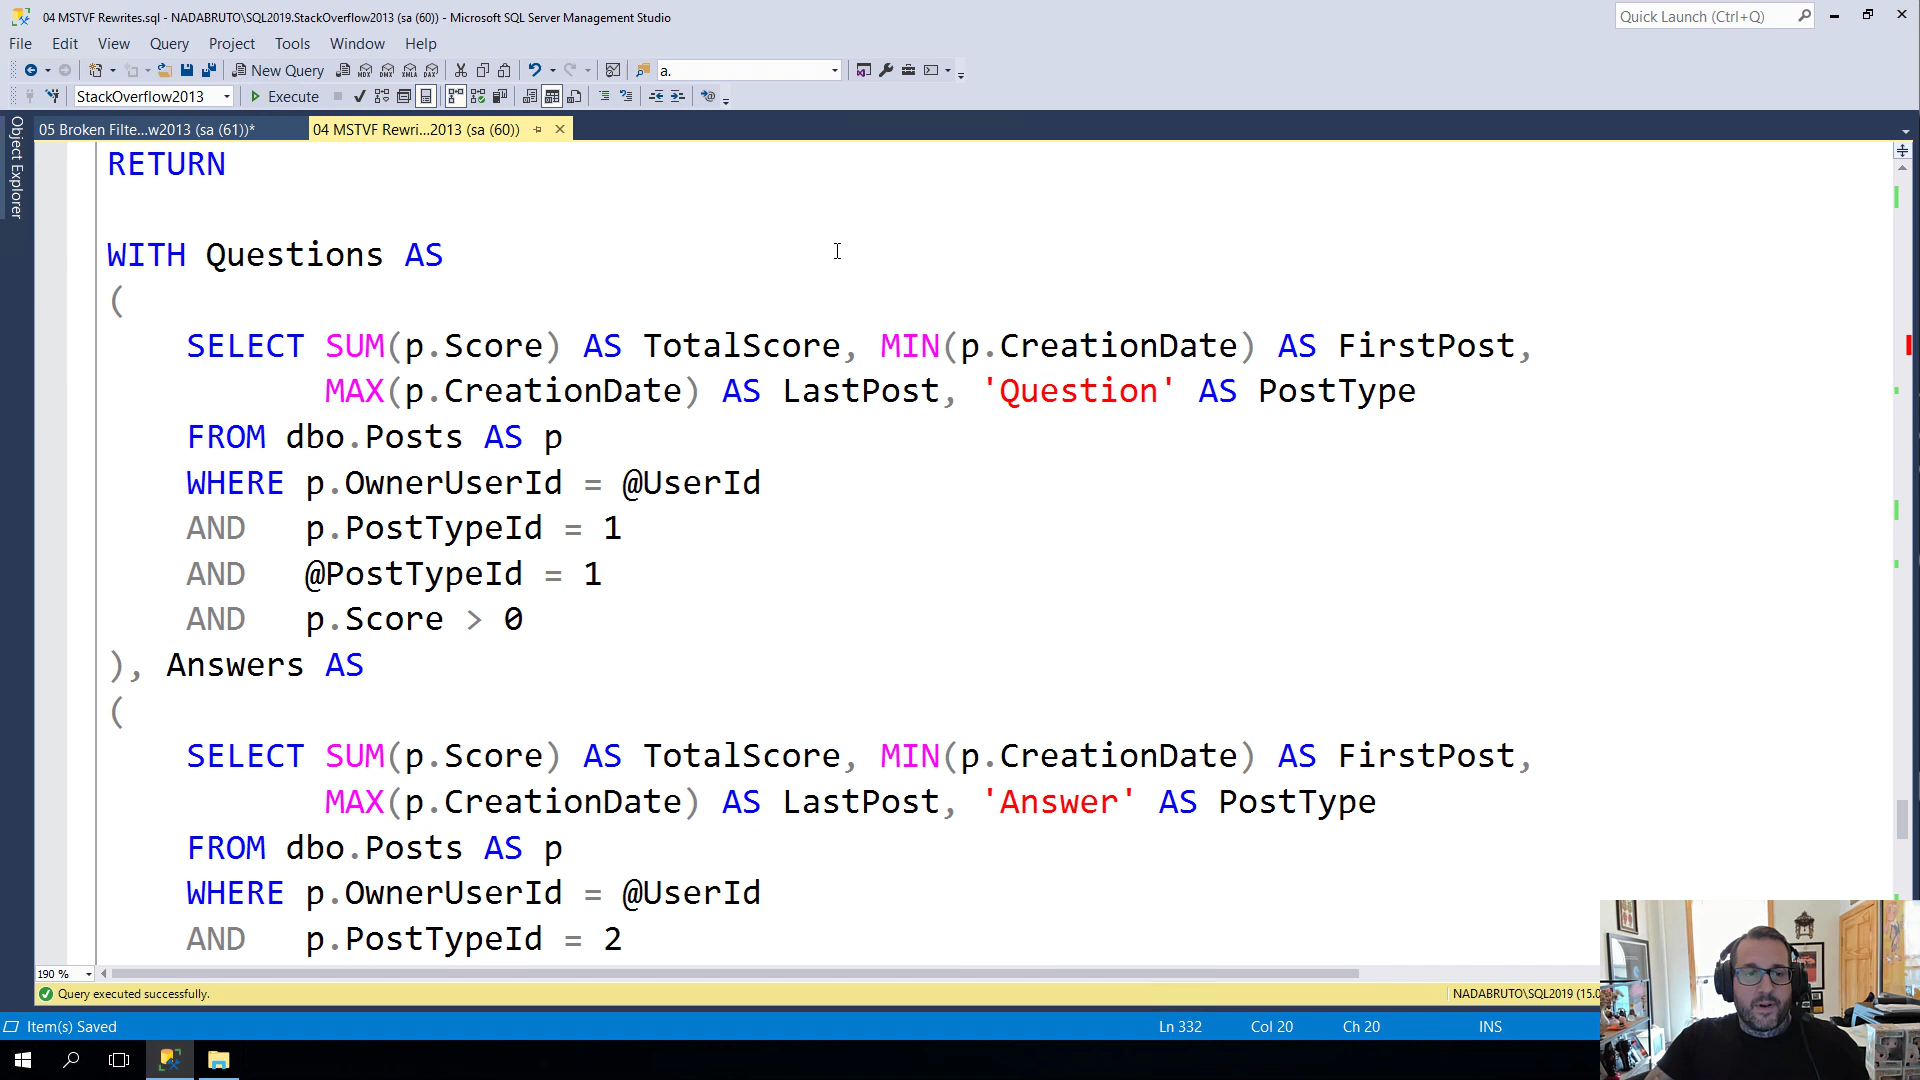 04 MSTVF Rewrites.sql - NADABRUTO\SQL2019.StackOverflow2013 (sa (60)) - Microsoft SQL Server Management Studio
Quick Launch (Ctrl+Q)
File Edit View Query Project Tools Window Help
New Query
MDX DMX XMLA DAX
a.
StackOverflow2013
Execute
Object Explorer
05 Broken Filte...w2013 (sa (61))*
04 MSTVF Rewri...2013 (sa (60))
RETURN
WITH Questions AS
(
SELECT SUM(p.Score) AS TotalScore, MIN(p.CreationDate) AS FirstPost,
MAX(p.CreationDate) AS LastPost, 'Question' AS PostType
FROM dbo.Posts AS p
WHERE p.OwnerUserId = @UserId
AND p.PostTypeId = 1
AND @PostTypeId = 1
AND p.Score > 0
), Answers AS
(
SELECT SUM(p.Score) AS TotalScore, MIN(p.CreationDate) AS FirstPost,
MAX(p.CreationDate) AS LastPost, 'Answer' AS PostType
FROM dbo.Posts AS p
WHERE p.OwnerUserId = @UserId
AND p.PostTypeId = 2
190 %
Query executed successfully.
NADABRUTO\SQL2019 (15.0
Item(s) Saved
Ln 332
Col 20
Ch 20
INS